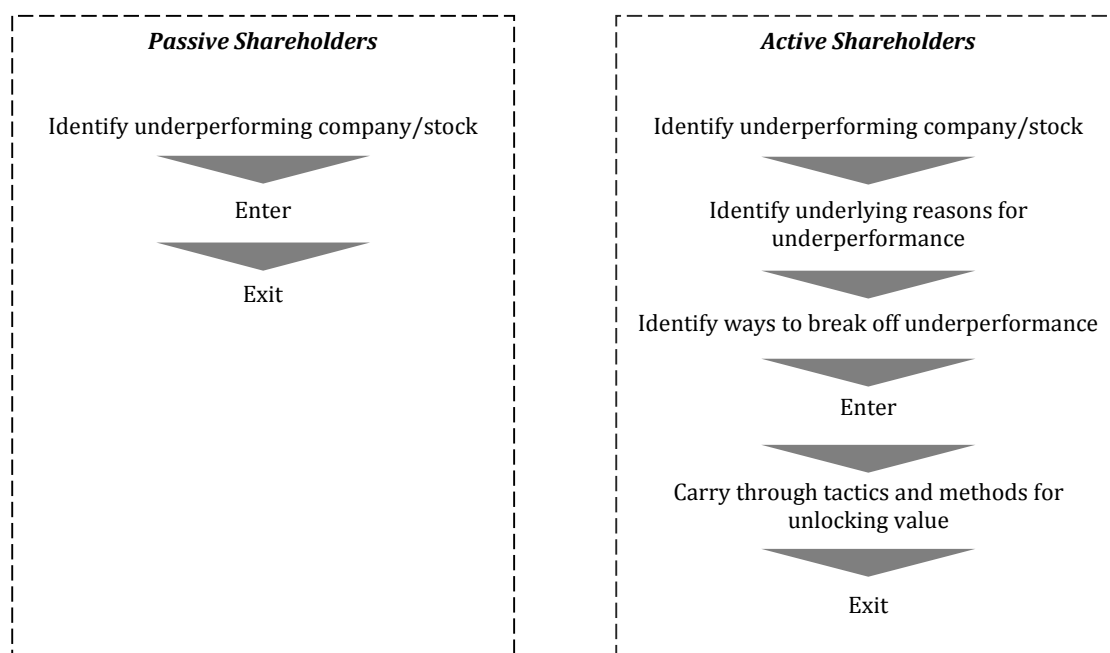 Passive Shareholders
Identify underperforming company/stock
Enter
Exit
Active Shareholders
Identify underperforming company/stock
Identify underlying reasons for
underperformance
Identify ways to break off underperformance
Enter
Carry through tactics and methods for
unlocking value
Exit